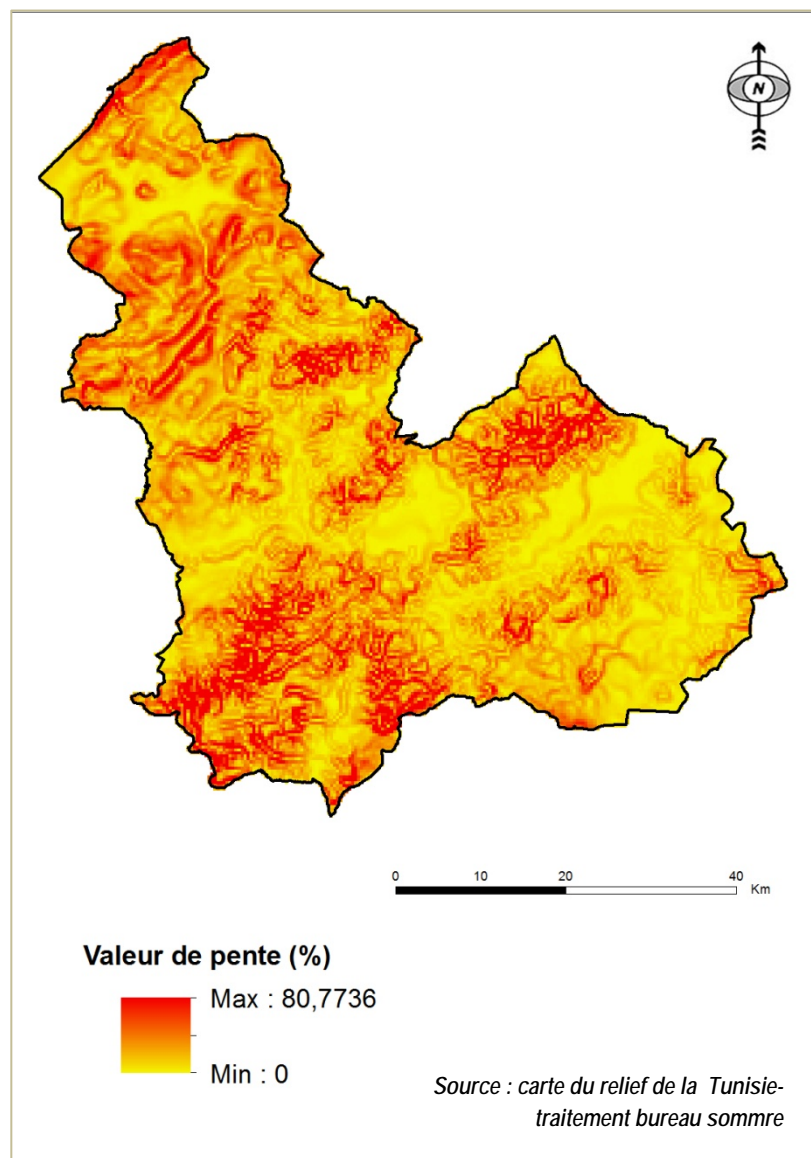 N
0 10 20 40
Km
Valeur de pente (%)
Max : 80,7736
Min : 0
Source : carte du relief de la Tunisie-
traitement bureau sommre